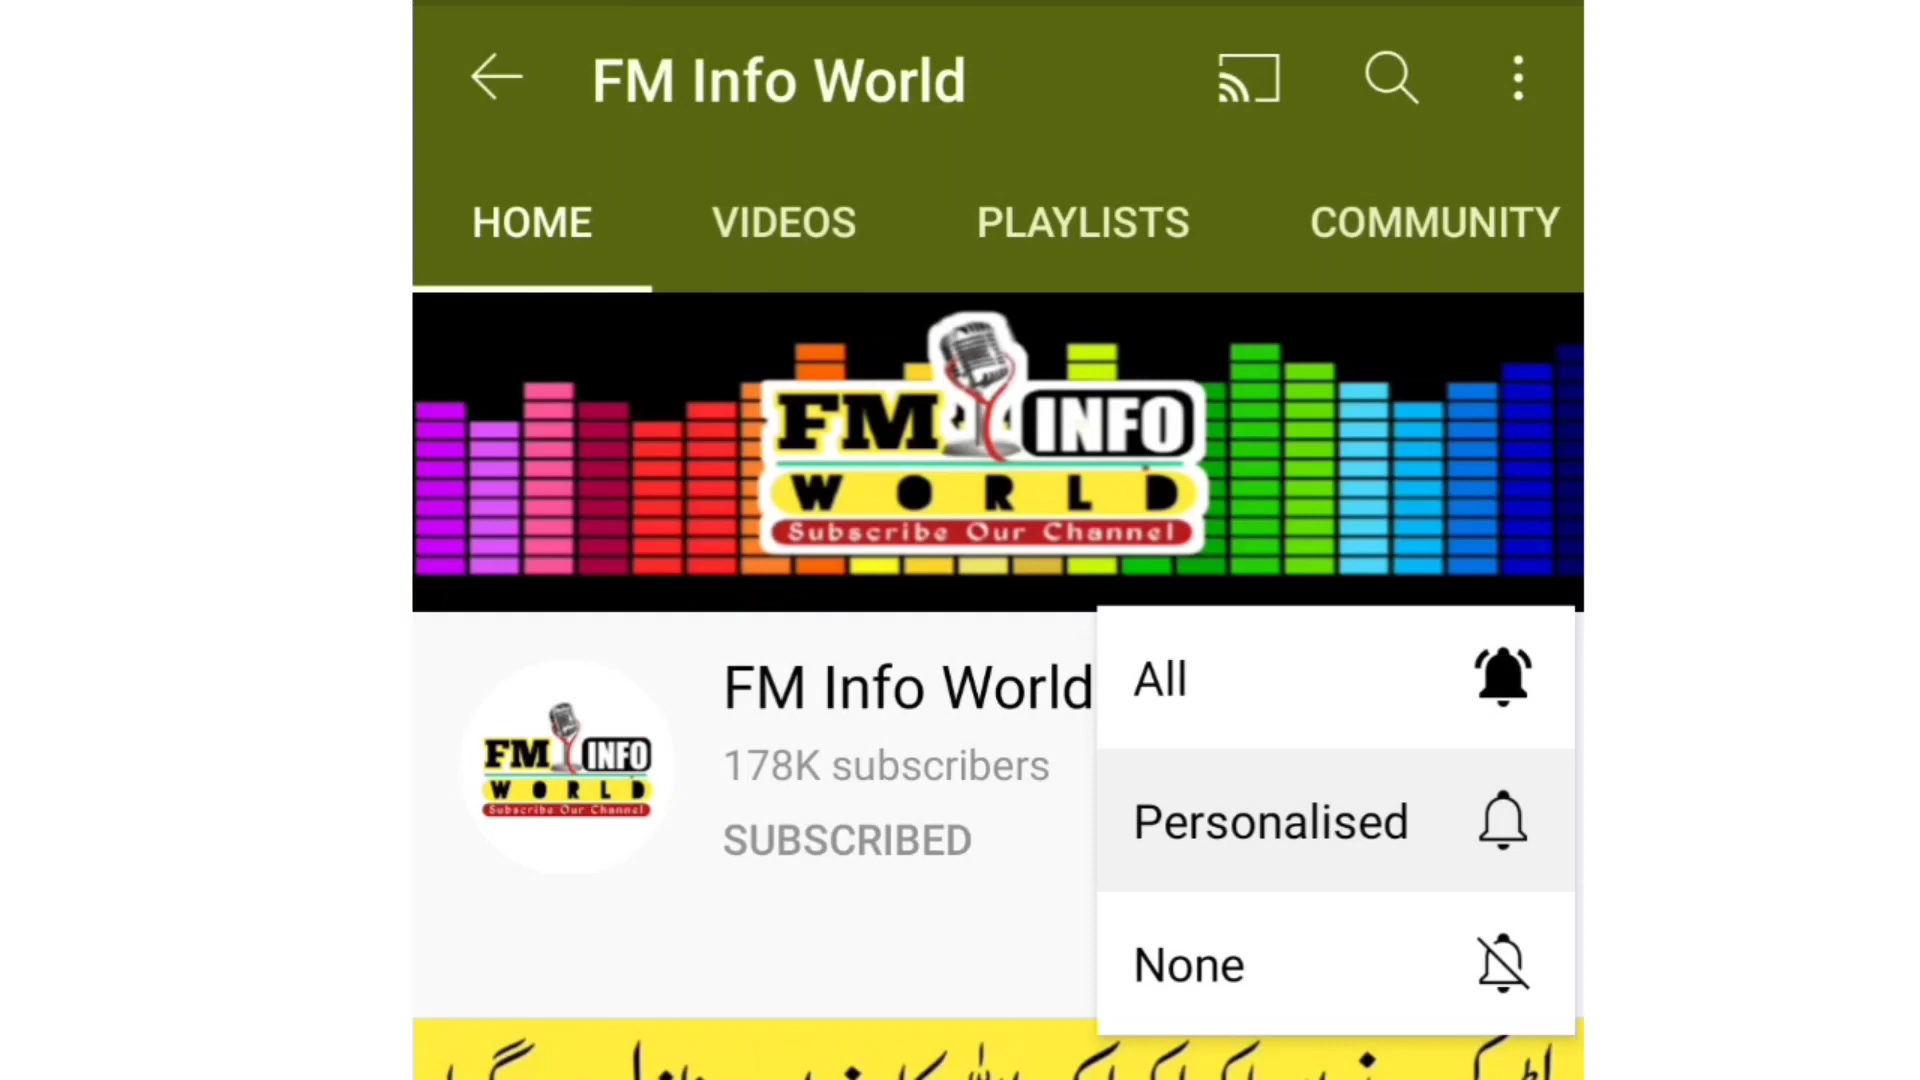 FM Info World
HOME VIDEOS PLAYLISTS COMMUNITY
FM INFO
WORLD
Subscribe Our Channel
FM Info World
178K subscribers
SUBSCRIBED
FM INFO
WORLD
Subscribe Our Channel
All
Personalised
None